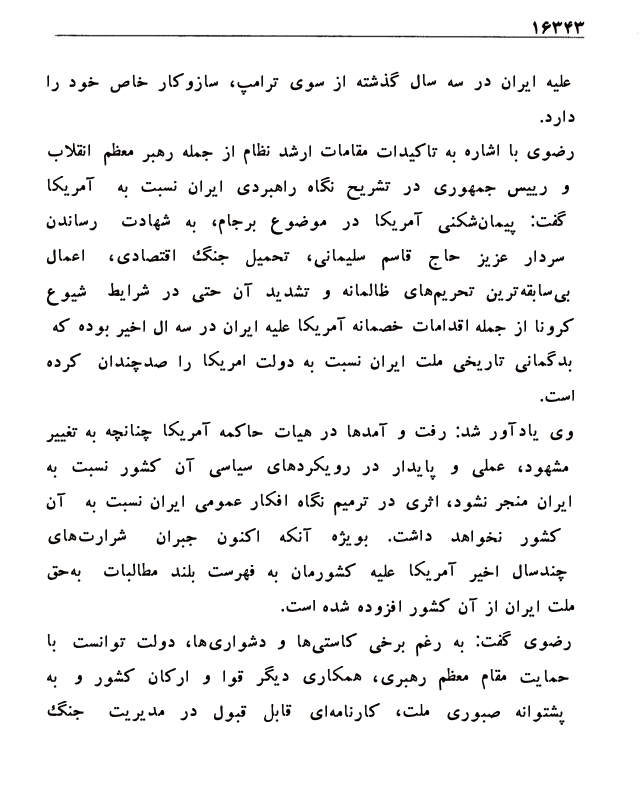 ۱۶۳۴۳
علیه ایران در سه سال گذشته از سوی ترامپ، سازوکار خاص خود را
دارد.
رضوی با اشاره به تاکیدات مقامات ارشد نظام از جمله رهبر معظم انقلاب
و رییس جمهوری در تشریح نگاه راهبردی ایران نسبت به آمریکا
گفت: پیمان‌شکنی آمریکا در موضوع برجام، به شهادت رساندن
سردار عزیز حاج قاسم سلیمانی، تحمیل جنگ اقتصادی، اعمال
بی‌سابقه‌ترین تحریم‌های ظالمانه و تشدید آن حتی در شرایط شیوع
کرونا از جمله اقدامات خصمانه آمریکا علیه ایران در سه ال اخیر بوده که
بدگمانی تاریخی ملت ایران نسبت به دولت امریکا را صدچندان کرده
است.
وی یادآور شد: رفت و آمدها در هیات حاکمه آمریکا چنانچه به تغییر
مشهود، عملی و پایدار در رویکردهای سیاسی آن کشور نسبت به
ایران منجر نشود، اثری در ترمیم نگاه افکار عمومی ایران نسبت به آن
کشور نخواهد داشت. بویژه آنکه اکنون جبران شرارت‌های
چندسال اخیر آمریکا علیه کشورمان به فهرست بلند مطالبات به‌حق
ملت ایران از آن کشور افزوده شده است.
رضوی گفت: به رغم برخی کاستی‌ها و دشواری‌ها، دولت توانست با
حمایت مقام معظم رهبری، همکاری دیگر قوا و ارکان کشور و به
پشتوانه صبوری ملت، کارنامه‌ای قابل قبول در مدیریت جنگ